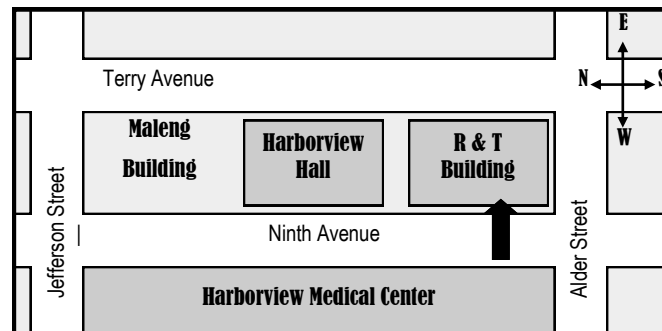 E
Terry Avenue
N
S
W
Maleng
Building
Harborview
Hall
R & T
Building
Jefferson Street
Ninth Avenue
Alder Street
Harborview Medical Center